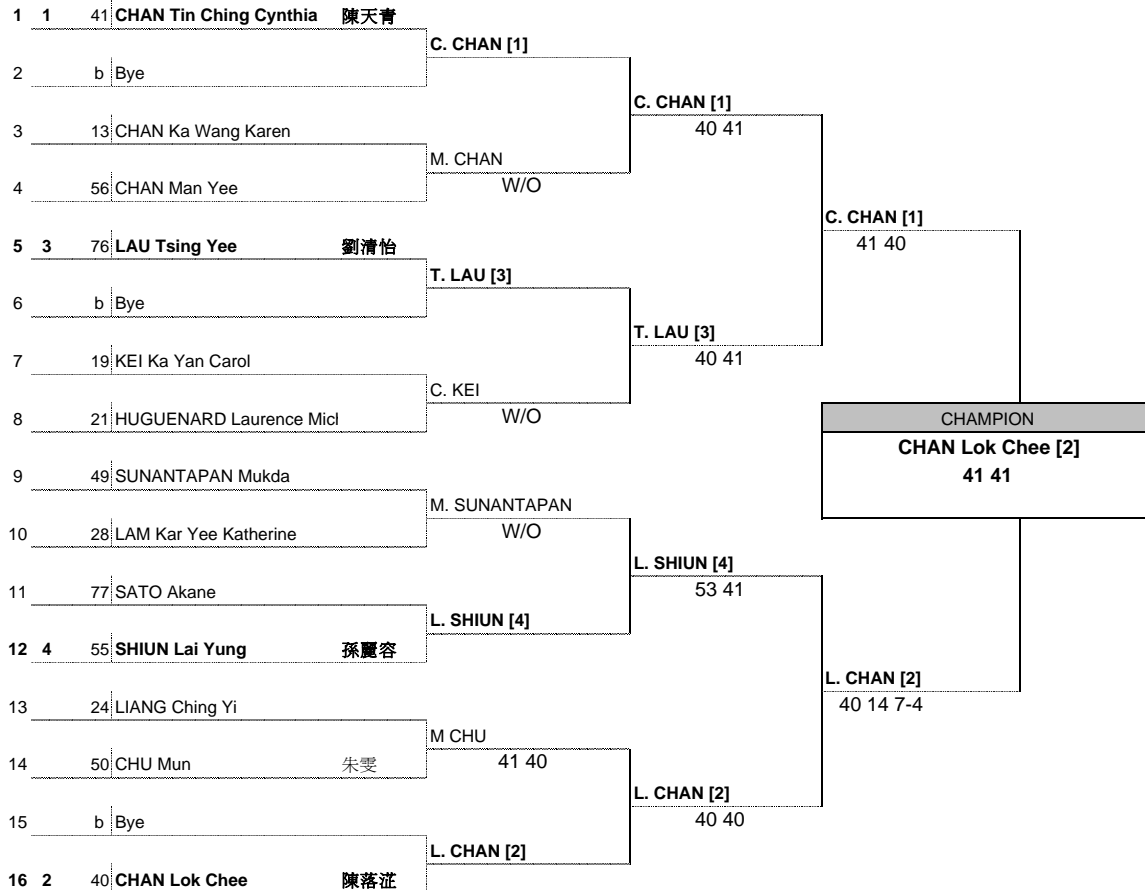 1 1 41 CHAN Tin Ching Cynthia 陳天青
C. CHAN [1]
2 b Bye
C. CHAN [1]
3 13 CHAN Ka Wang Karen
40 41
M. CHAN
4 56 CHAN Man Yee
W/O
C. CHAN [1]
5 3 76 LAU Tsing Yee 劉清怡
41 40
T. LAU [3]
6 b Bye
T. LAU [3]
7 19 KEI Ka Yan Carol
40 41
C. KEI
8 21 HUGUENARD Laurence Micl
W/O
CHAMPION
CHAN Lok Chee [2]
41 41
9 49 SUNANTAPAN Mukda
M. SUNANTAPAN
10 28 LAM Kar Yee Katherine
W/O
L. SHIUN [4]
11 77 SATO Akane
53 41
L. SHIUN [4]
12 4 55 SHIUN Lai Yung 孫麗容
L. CHAN [2]
13 24 LIANG Ching Yi
40 14 7-4
M CHU
14 50 CHU Mun 朱雯
41 40
L. CHAN [2]
15 b Bye
40 40
L. CHAN [2]
16 2 40 CHAN Lok Chee 陳落茳